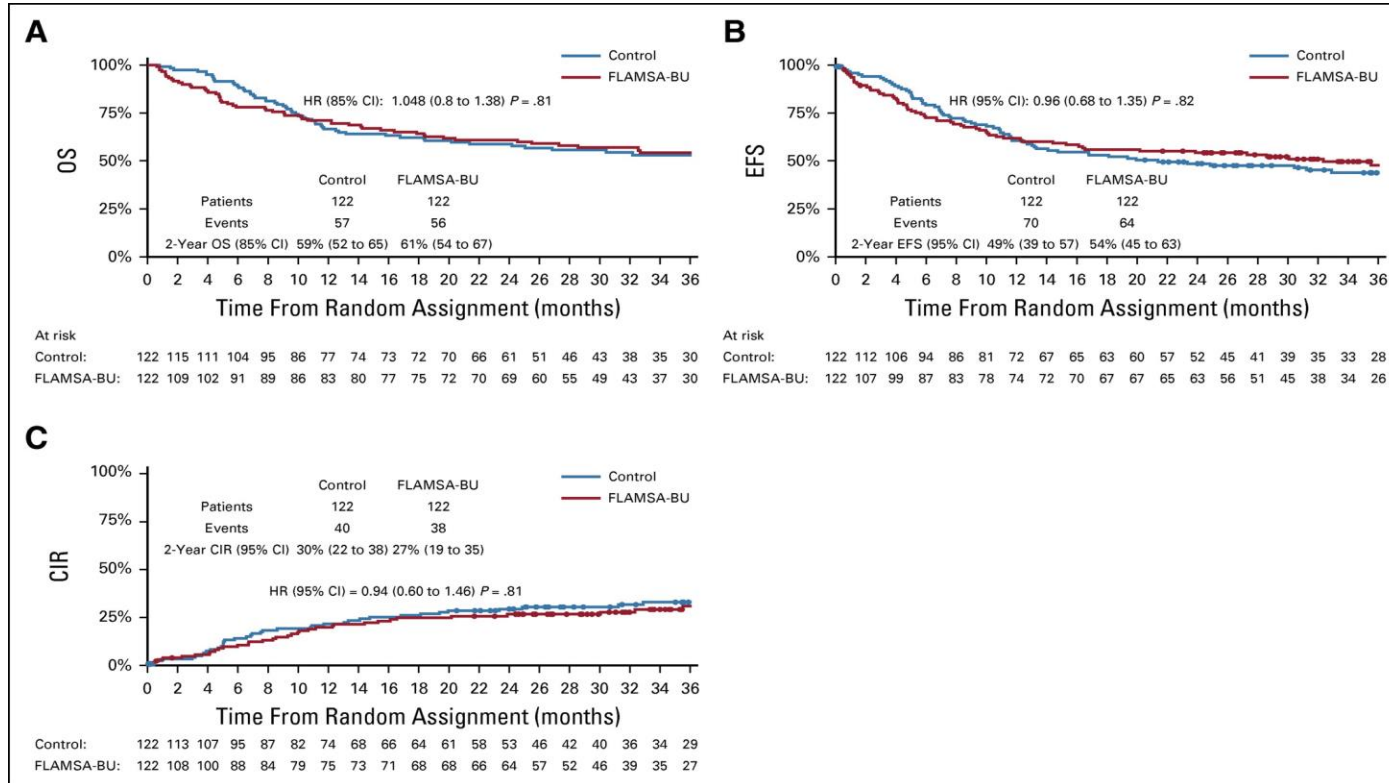 A
OS
100%
75%
50%
25%
0%
Control
FLAMSA-BU
HR (85% CI): 1.048 (0.8 to 1.38) P = .81
Control FLAMSA-BU
Patients 122 122
Events 57 56
2-Year OS (85% CI) 59% (52 to 65) 61% (54 to 67)
0 2 4 6 8 10 12 14 16 18 20 22 24 26 28 30 32 34 36
Time From Random Assignment (months)
At risk
Control: 122 115 111 104 95 86 77 74 73 72 70 66 61 51 46 43 38 35 30
FLAMSA-BU: 122 109 102 91 89 86 83 80 77 75 72 70 69 60 55 49 43 37 30
B
EFS
100%
75%
50%
25%
0%
Control
FLAMSA-BU
HR (95% CI): 0.96 (0.68 to 1.35) P = .82
Control FLAMSA-BU
Patients 122 122
Events 70 64
2-Year EFS (95% CI) 49% (39 to 57) 54% (45 to 63)
0 2 4 6 8 10 12 14 16 18 20 22 24 26 28 30 32 34 36
Time From Random Assignment (months)
At risk
Control: 122 112 106 94 86 81 72 67 65 63 60 57 52 45 41 39 35 33 28
FLAMSA-BU: 122 107 99 87 83 78 74 72 70 67 67 65 63 56 51 45 38 34 26
C
CIR
100%
75%
50%
25%
0%
Control
FLAMSA-BU
Control FLAMSA-BU
Patients 122 122
Events 40 38
2-Year CIR (95% CI) 30% (22 to 38) 27% (19 to 35)
HR (95% CI) = 0.94 (0.60 to 1.46) P = .81
0 2 4 6 8 10 12 14 16 18 20 22 24 26 28 30 32 34 36
Time From Random Assignment (months)
Control: 122 113 107 95 87 82 74 68 66 64 61 58 53 46 42 40 36 34 29
FLAMSA-BU: 122 108 100 88 84 79 75 73 71 68 68 66 64 57 52 46 39 35 27